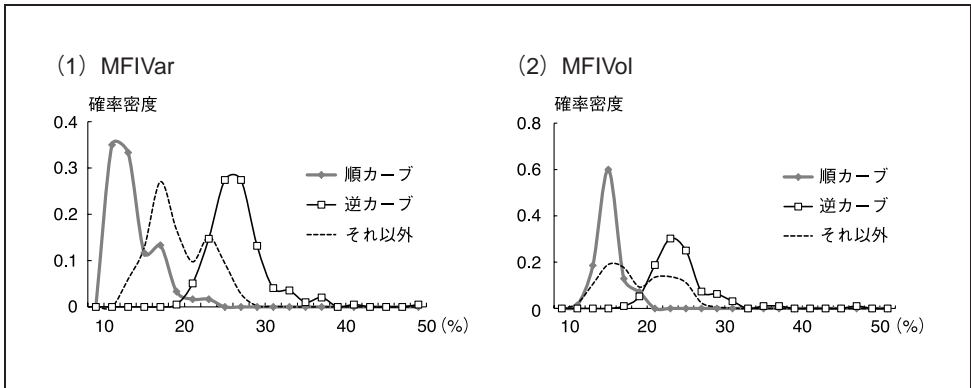 （1）MFIVar
確率密度
0.4
0.3
0.2
0.1
0
10 20 30 40 50 (%)
順カーブ
逆カーブ
それ以外
（2）MFIVol
確率密度
0.8
0.6
0.4
0.2
0
10 20 30 40 50 (%)
順カーブ
逆カーブ
それ以外